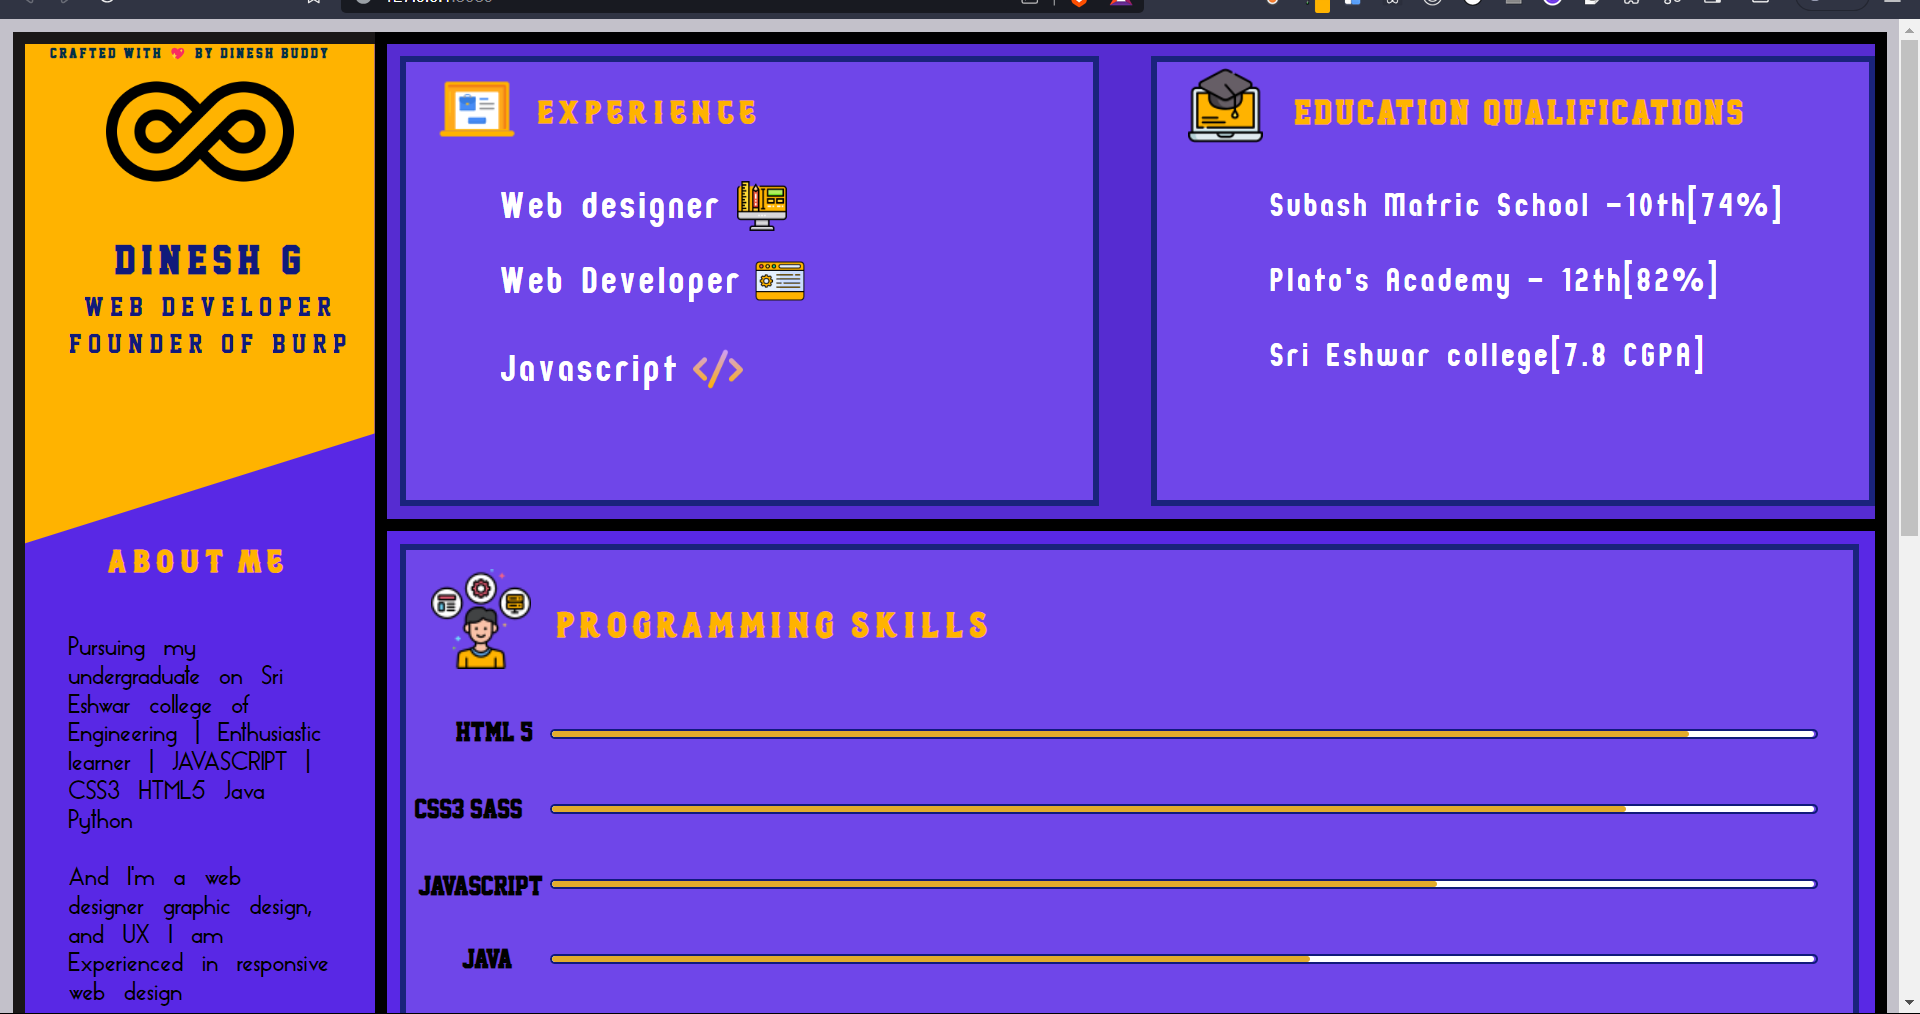 CRAFTED WITH 💖 BY DINESH BUDDY
DINESH G
WEB DEVELOPER
FOUNDER OF BURP
ABOUT ME
Pursuing my
undergraduate on Sri
Eshwar college of
Engineering | Enthusiastic
learner | JAVASCRIPT |
CSS3 HTML5 Java
Python
And I'm a web
designer graphic design,
and UX I am
Experienced in responsive
web design
EXPERIENCE
Web designer
Web Developer
Javascript </>
EDUCATION QUALIFICATIONS
Subash Matric School -10th[74%]
Plato's Academy - 12th[82%]
Sri Eshwar college[7.8 CGPA]
PROGRAMMING SKILLS
HTML 5
CSS3 SASS
JAVASCRIPT
JAVA